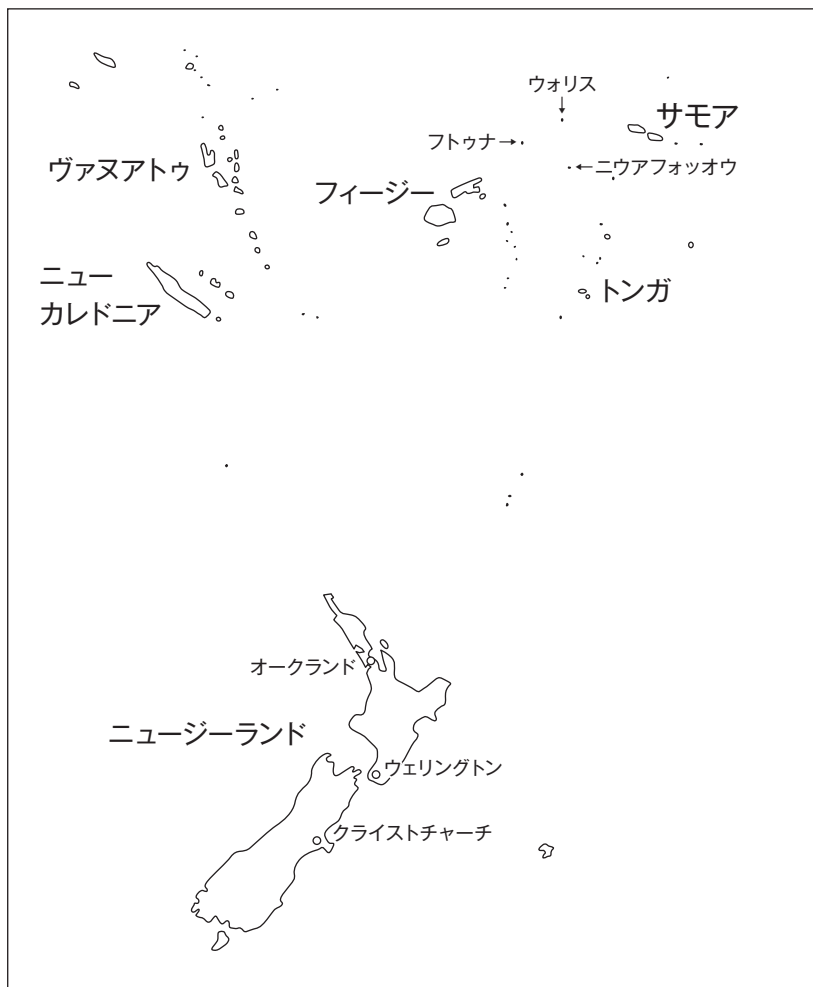 ウォリス
サモア
フトゥナ
ヴァヌアトゥ
ニウアフォッオウ
フィージー
ニュー
カレドニア
トンガ
オークランド
ニュージーランド
ウェリングトン
クライストチャーチ